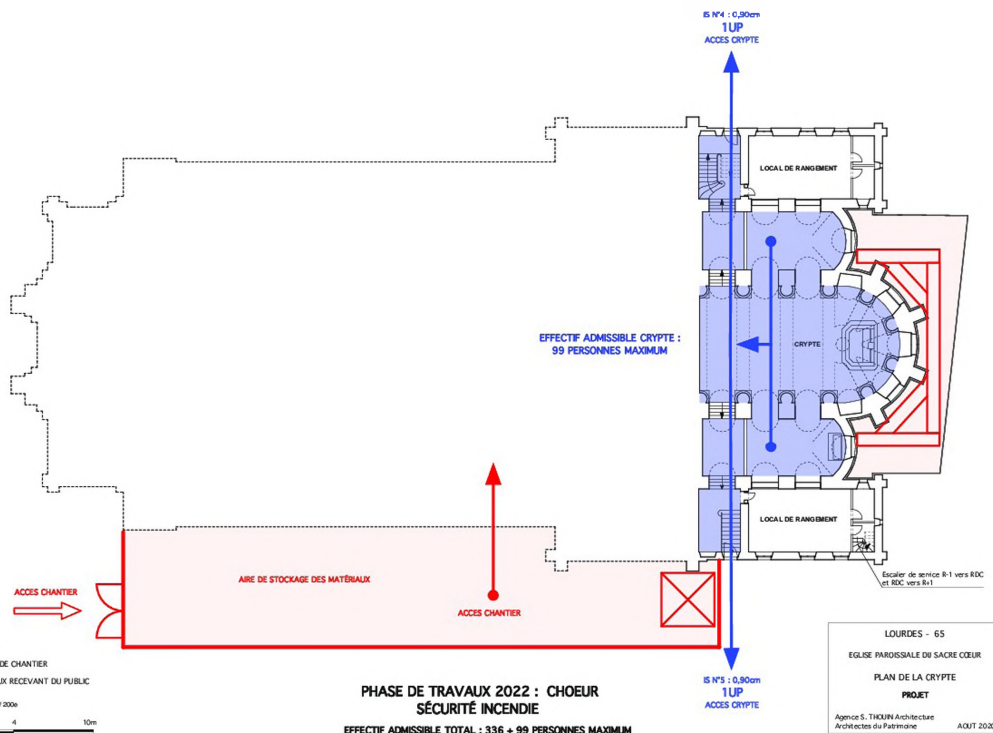 IS N°4 : 0,90cm
1UP
ACCES CRYPTE
LOCAL DE RANGEMENT
EFFECTIF ADMISSIBLE CRYPTE :
99 PERSONNES MAXIMUM
CRYPTE
LOCAL DE RANGEMENT
Escalier de service R-1 vers RDC
et RDC vers R+1
AIRE DE STOCKAGE DES MATÉRIAUX
ACCES CHANTIER
ACCES CHANTIER
IS N°5 : 0,90cm
1UP
ACCES CRYPTE
DE CHANTIER
UX RECEVANT DU PUBLIC
200e
4 10m
PHASE DE TRAVAUX 2022 : CHOEUR
SÉCURITÉ INCENDIE
EFFECTIF ADMISSIBLE TOTAL : 336 + 99 PERSONNES MAXIMUM
LOURDES - 65
EGLISE PAROISSIALE DU SACRE CŒUR
PLAN DE LA CRYPTE
PROJET
Agence S. THOUIN Architecture
Architectes du Patrimoine AOUT 2020